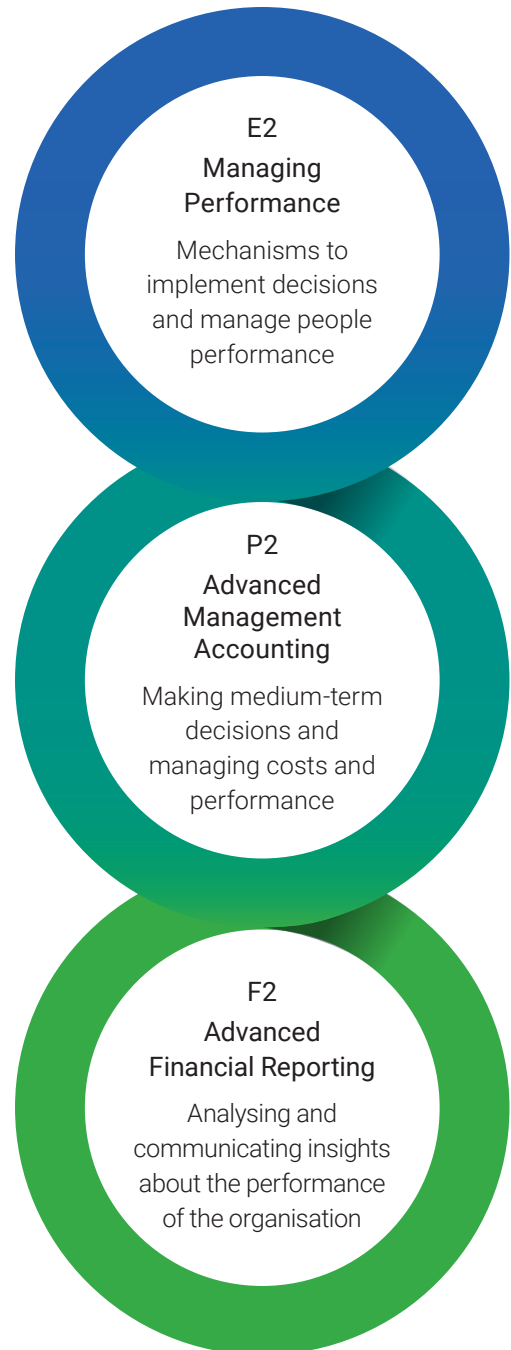 E2
Managing
Performance
Mechanisms to
implement decisions
and manage people
performance
P2
Advanced
Management
Accounting
Making medium-term
decisions and
managing costs and
performance
F2
Advanced
Financial Reporting
Analysing and
communicating insights
about the performance
of the organisation